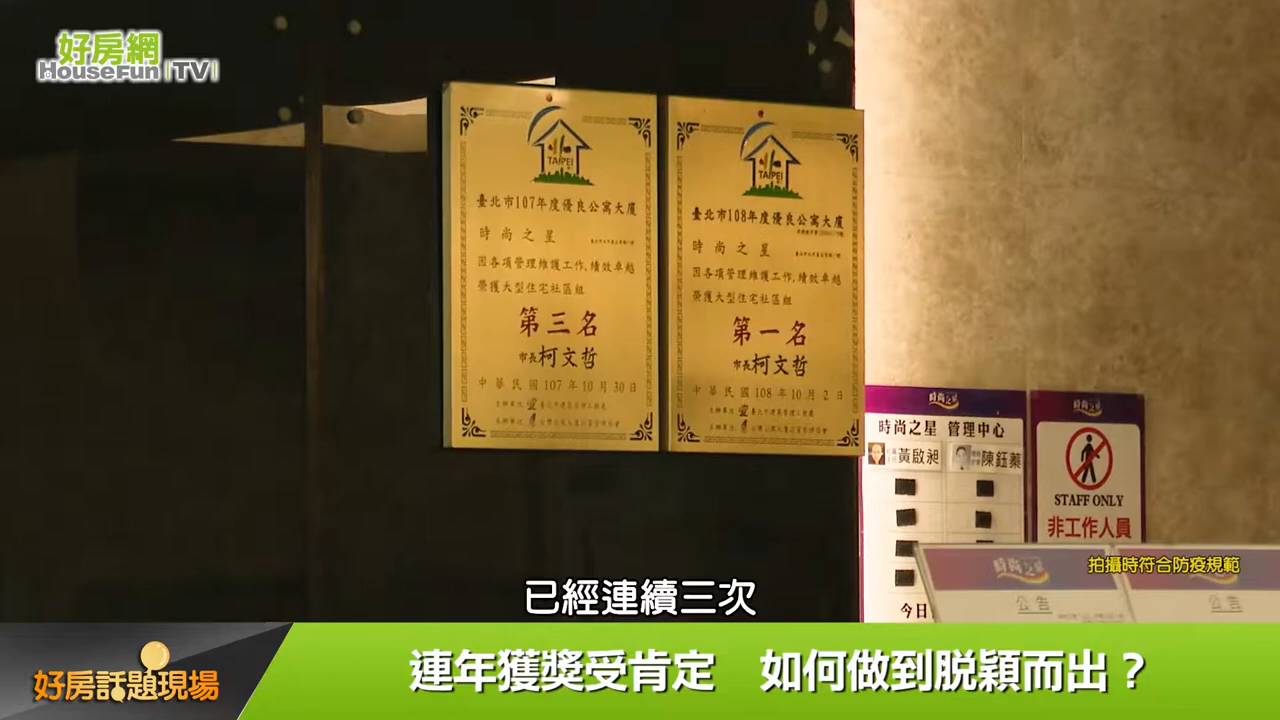 好房網
HouseFun TV
TAIPEI
臺北市107年度優良公寓大廈
時尚之星
因各項管理維護工作,績效卓越
榮獲大型住宅社區組
第三名
市長柯文哲
中華民國107年10月30日
TAIPEI
臺北市108年度優良公寓大廈
時尚之星
因各項管理維護工作,績效卓越
榮獲大型住宅社區組
第一名
市長柯文哲
中華民國108年10月2日
時尚之星
時尚之星 管理中心
黃啟昶
陳鈺蓁
今日
時尚之星
STAFF ONLY
非工作人員
時尚之星
公告
公告
拍攝時符合防疫規範
已經連續三次
好房話題現場
連年獲獎受肯定 如何做到脱穎而出？